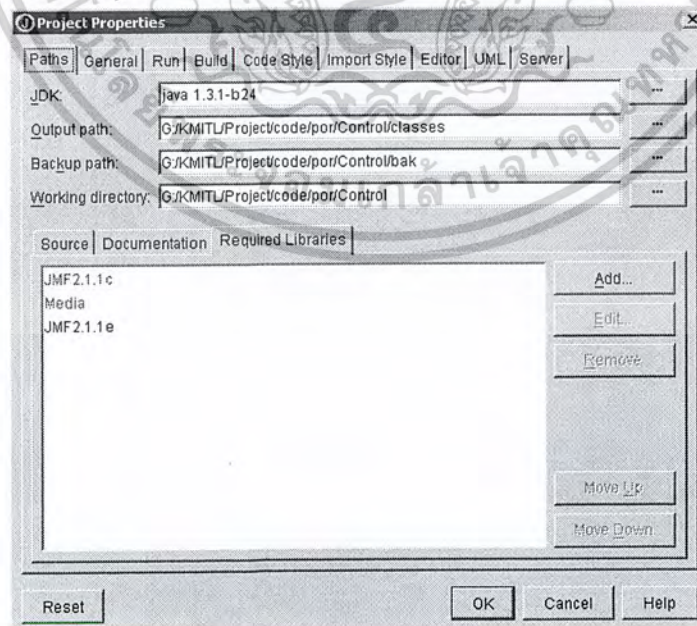 Project Properties
Paths General Run Build Code Style Import Style Editor UML Server
JDK: java 1.3.1-b24 ...
Output path: G:/KMITL/Project/code/por/Control/classes ...
Backup path: G:/KMITL/Project/code/por/Control/bak ...
Working directory: G:/KMITL/Project/code/por/Control ...
Source Documentation Required Libraries
JMF2.1.1c
Media
JMF2.1.1e
Add...
Edit...
Remove
Move Up
Move Down
Reset OK Cancel Help